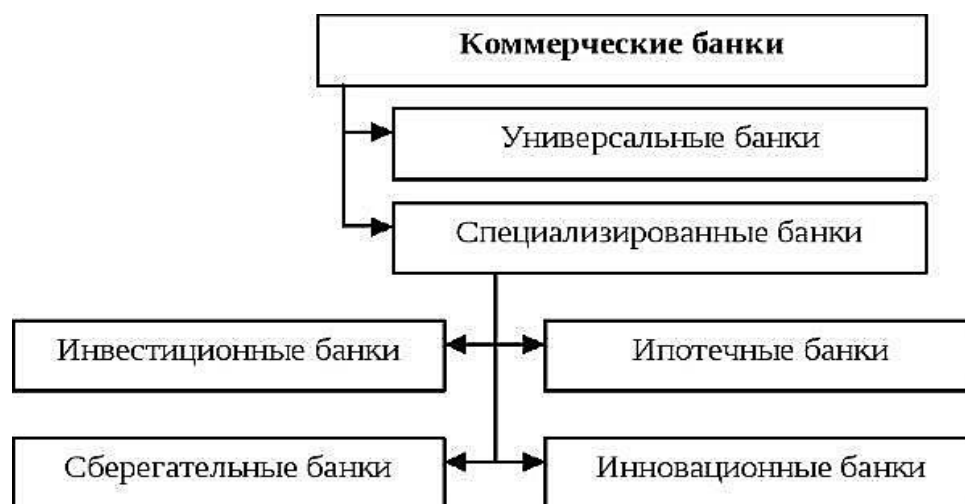 Коммерческие банки
Универсальные банки
Специализированные банки
Инвестиционные банки
Ипотечные банки
Сберегательные банки
Инновационные банки